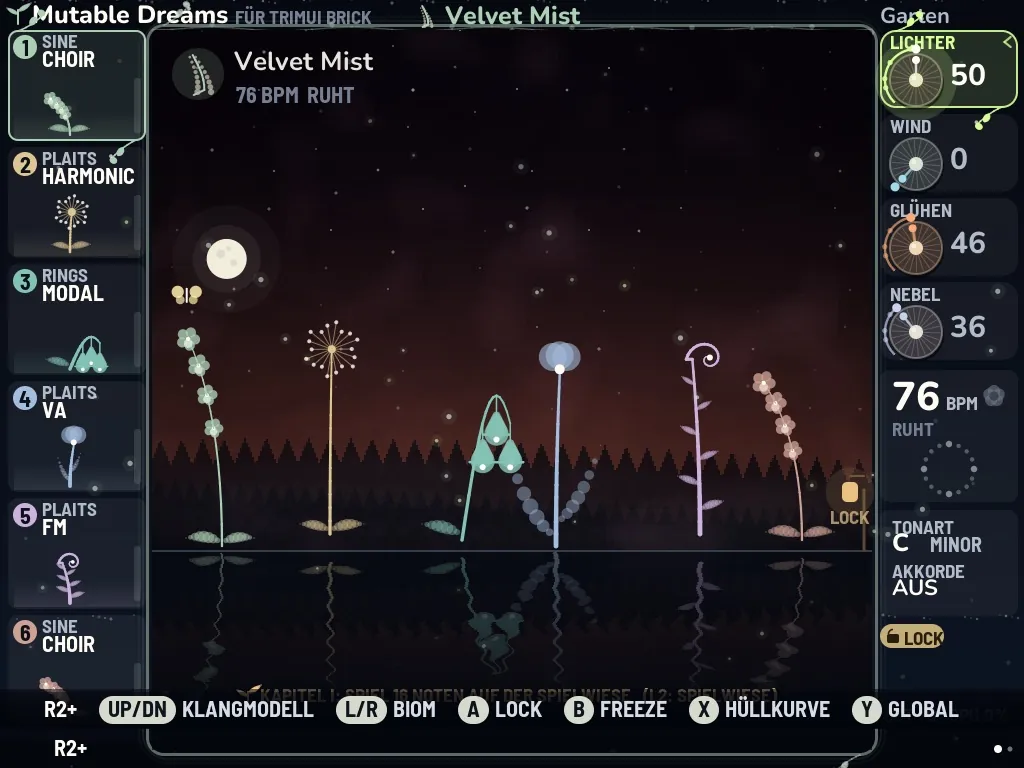 Mutable Dreams FÜR TRIMUI BRICK
Velvet Mist
Garten
1 SINE
CHOIR
2 PLAITS
HARMONIC
3 RINGS
MODAL
4 PLAITS
VA
5 PLAITS
FM
6 SINE
CHOIR
Velvet Mist
76 BPM RUHT
LOCK
KAPITEL I: SPIEL 16 NOTEN AUF DER SPIELWIESE (L2: SPIELWIESE)
LICHTER
50
WIND
0
GLÜHEN
46
NEBEL
36
76 BPM
RUHT
TONART
C MINOR
AKKORDE
AUS
LOCK
R2+ UP/DN KLANGMODELL L/R BIOM A LOCK B FREEZE X HÜLLKURVE Y GLOBAL
R2+